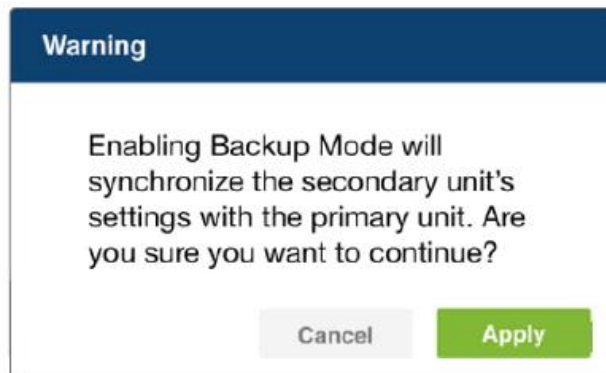 Warning
Enabling Backup Mode will
synchronize the secondary unit's
settings with the primary unit. Are
you sure you want to continue?
Cancel
Apply